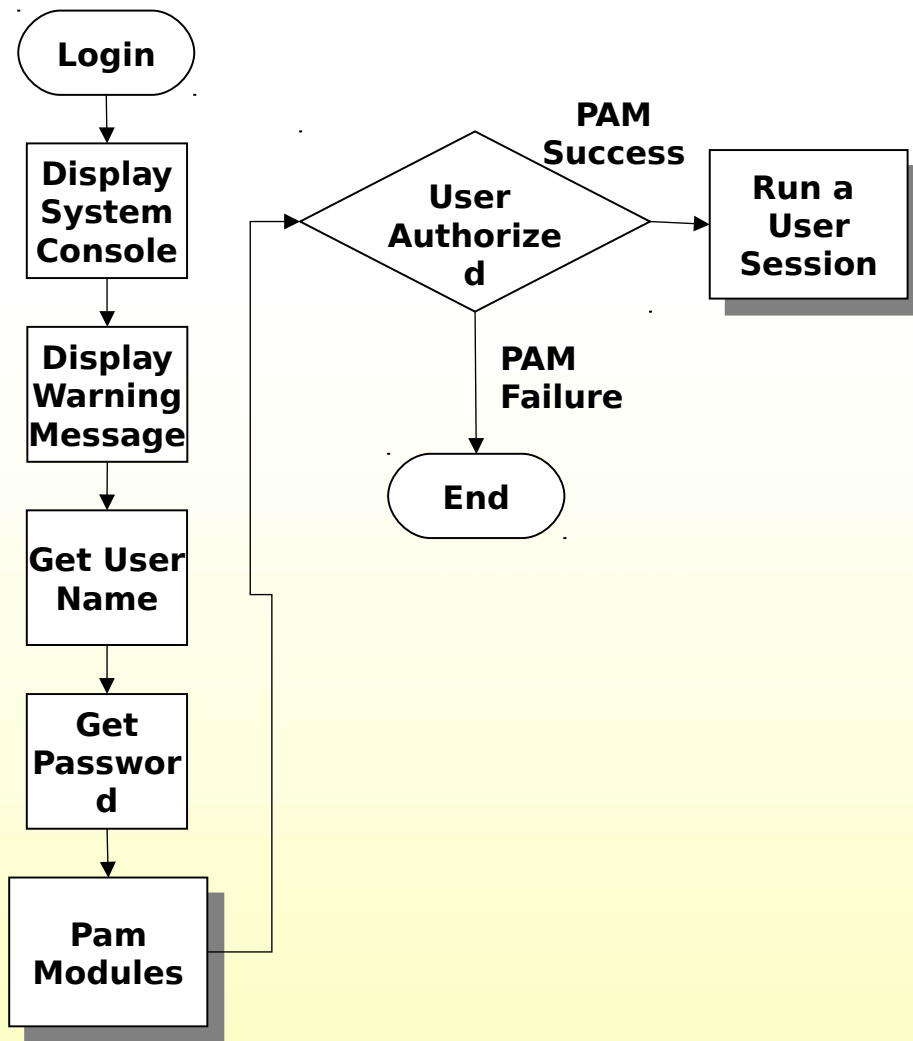 Login
Display
System
Console
Display
Warning
Message
Get User
Name
Get
Passwor
d
Pam
Modules
User
Authorize
d
PAM
Success
Run a
User
Session
PAM
Failure
End